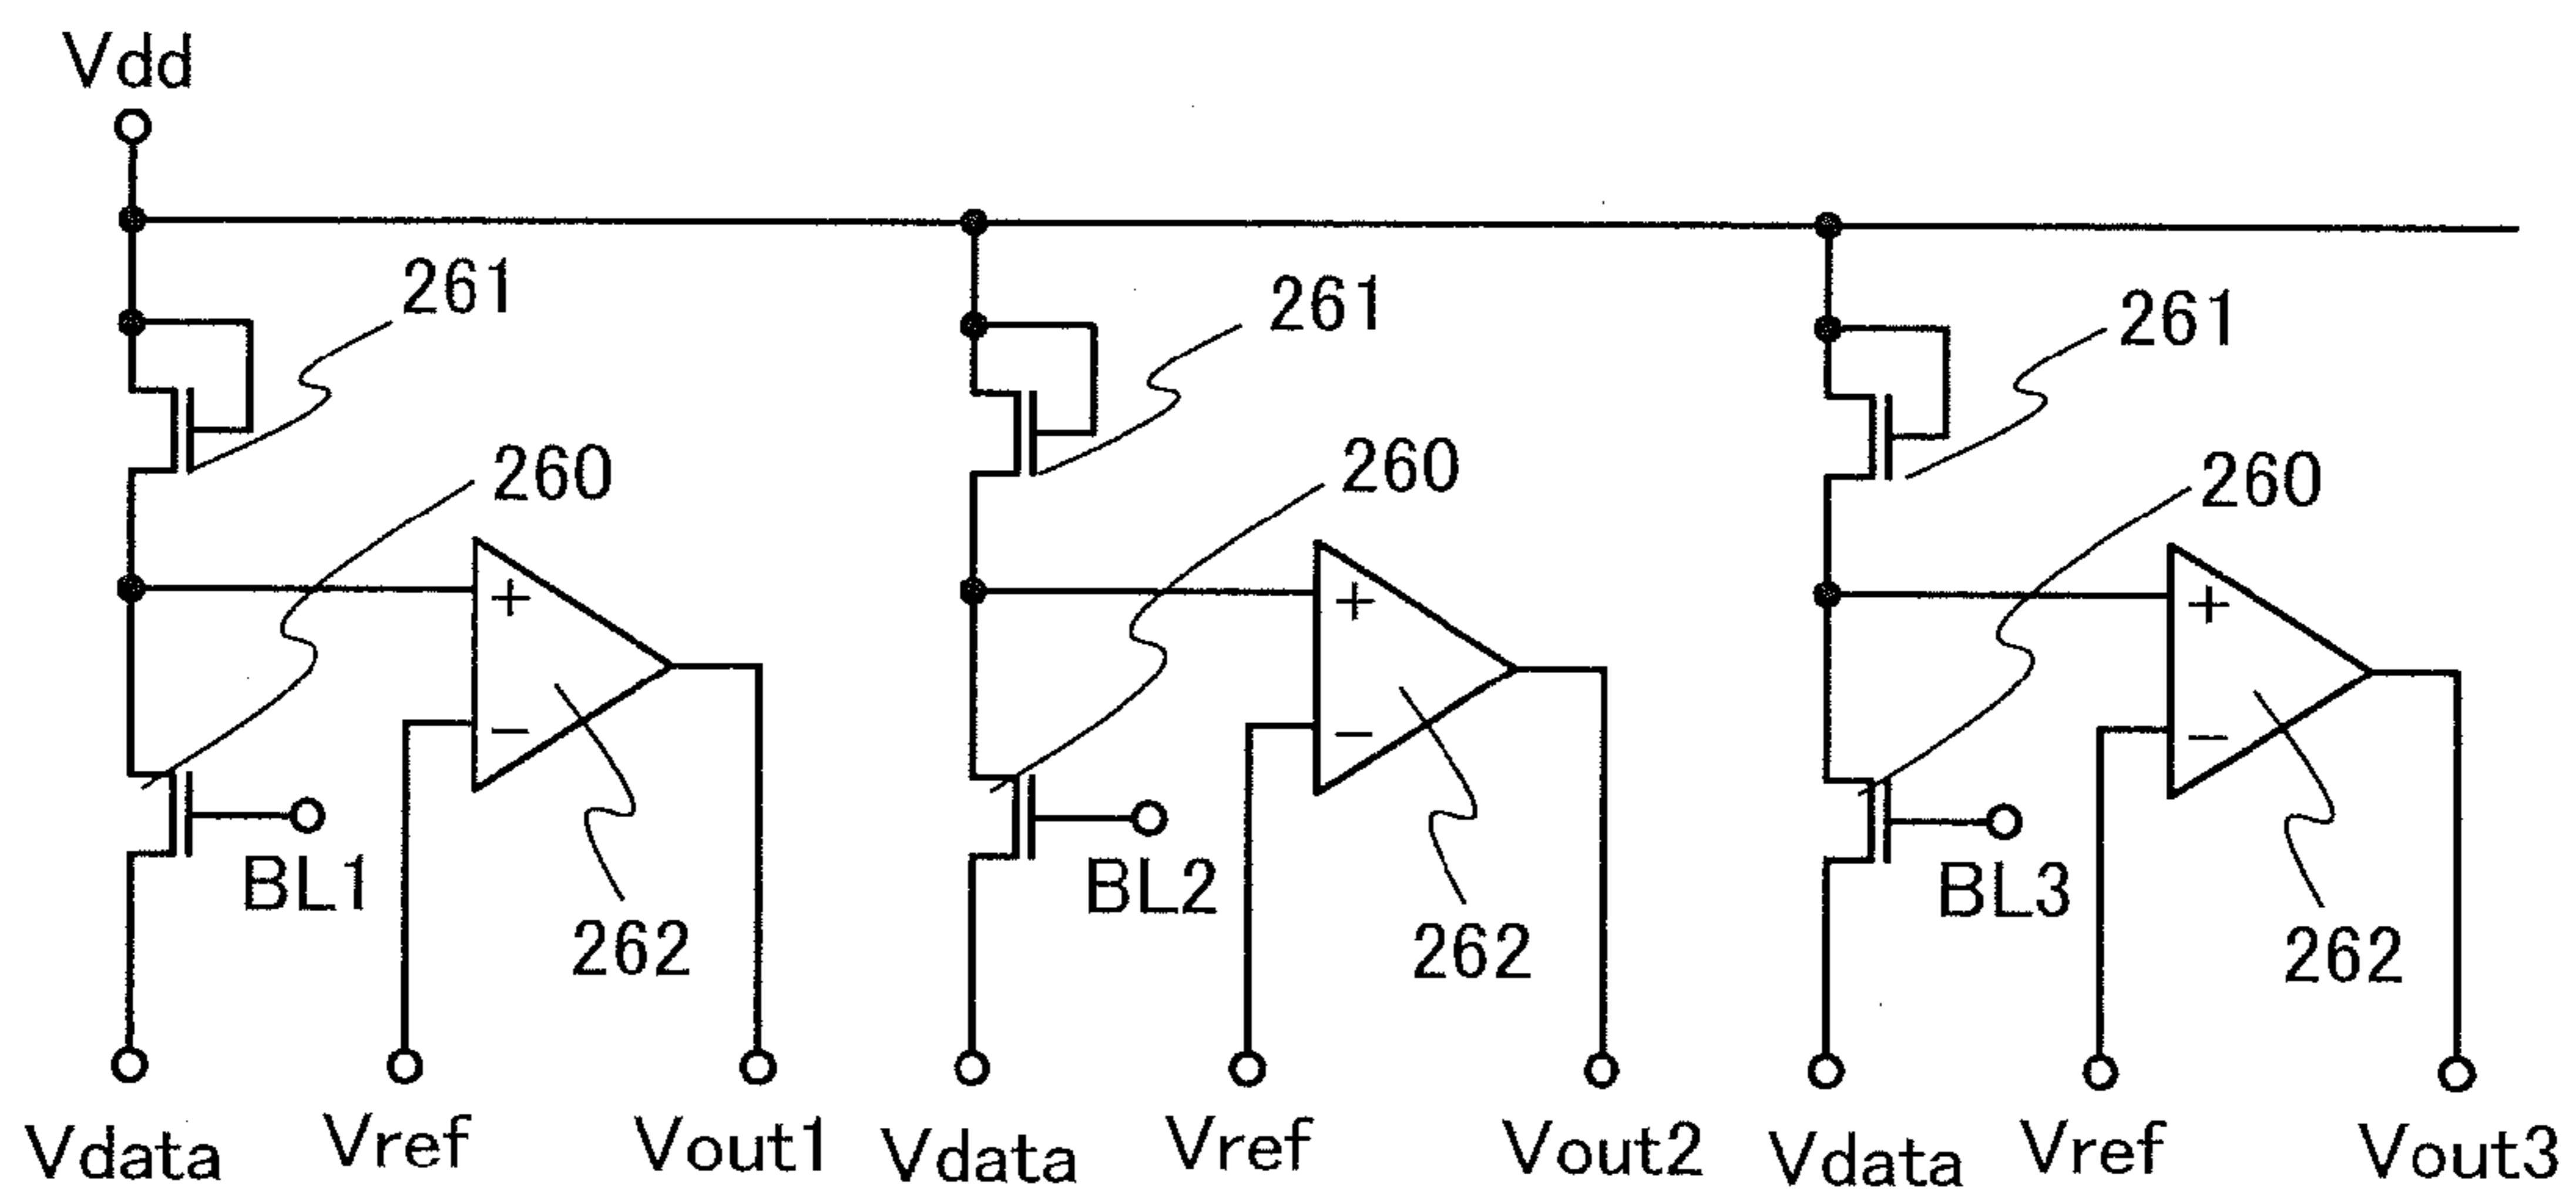 Vdd
261
261
261
260
260
260
+
+
+
−
−
−
BL1
BL2
BL3
262
262
262
Vdata
Vref
Vout1
Vdata
Vref
Vout2
Vdata
Vref
Vout3